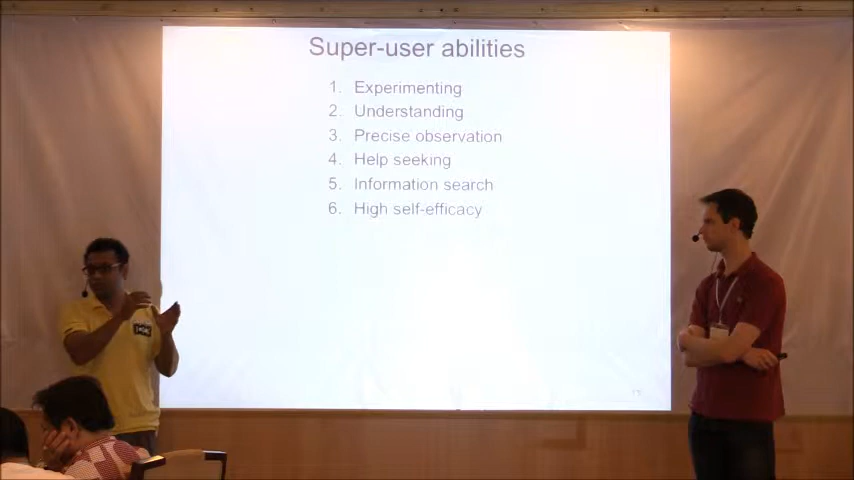 Super-user abilities
1. Experimenting
2. Understanding
3. Precise observation
4. Help seeking
5. Information search
6. High self-efficacy